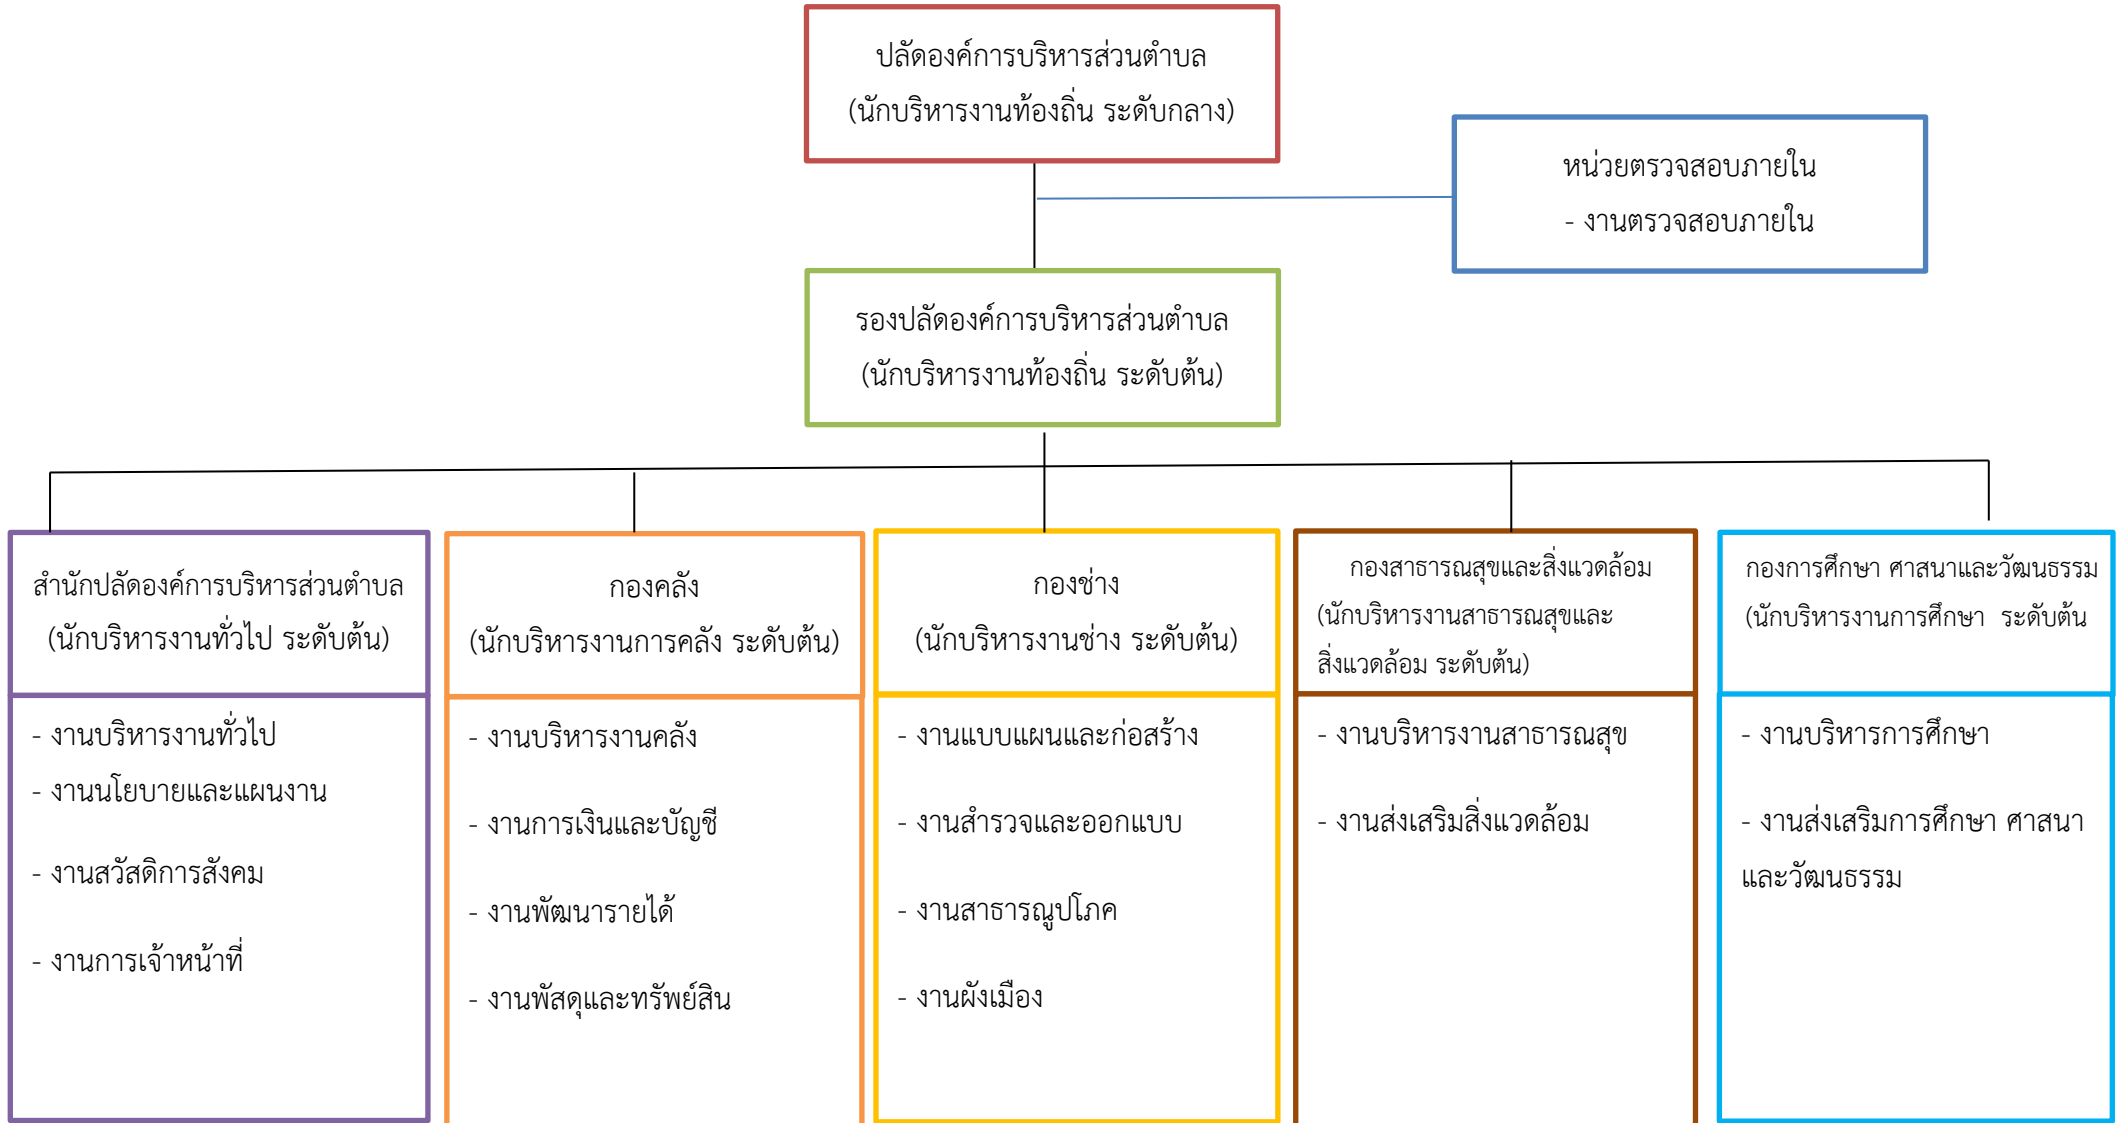 ปลัดองค์การบริหารส่วนตำบล
(นักบริหารงานท้องถิ่น ระดับกลาง)
หน่วยตรวจสอบภายใน
- งานตรวจสอบภายใน
รองปลัดองค์การบริหารส่วนตำบล
(นักบริหารงานท้องถิ่น ระดับต้น)
สำนักปลัดองค์การบริหารส่วนตำบล
(นักบริหารงานทั่วไป ระดับต้น)
- งานบริหารงานทั่วไป
- งานนโยบายและแผนงาน
- งานสวัสดิการสังคม
- งานการเจ้าหน้าที่
กองคลัง
(นักบริหารงานการคลัง ระดับต้น)
- งานบริหารงานคลัง
- งานการเงินและบัญชี
- งานพัฒนารายได้
- งานพัสดุและทรัพย์สิน
กองช่าง
(นักบริหารงานช่าง ระดับต้น)
- งานแบบแผนและก่อสร้าง
- งานสำรวจและออกแบบ
- งานสาธารณูปโภค
- งานผังเมือง
กองสาธารณสุขและสิ่งแวดล้อม
(นักบริหารงานสาธารณสุขและ
สิ่งแวดล้อม ระดับต้น)
- งานบริหารงานสาธารณสุข
- งานส่งเสริมสิ่งแวดล้อม
กองการศึกษา ศาสนาและวัฒนธรรม
(นักบริหารงานการศึกษา  ระดับต้น
- งานบริหารการศึกษา
- งานส่งเสริมการศึกษา ศาสนา
และวัฒนธรรม